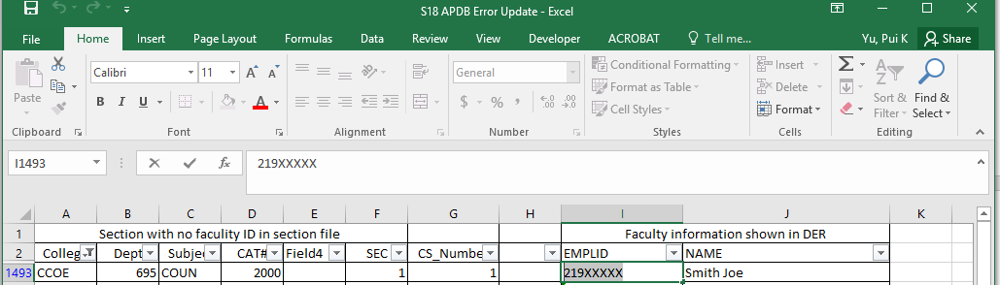 S18 APDB Error Update - Excel
File Home Insert Page Layout Formulas Data Review View Developer ACROBAT Tell me... Yu, Pui K Share
Calibri 11 General Conditional Formatting Insert
Paste Format as Table Delete Sort & Find &
B I U A $ % , Cell Styles Format Filter Select
Clipboard Font Alignment Number Styles Cells Editing
I1493 fx 219XXXXX
A B C D E F G H I J K
1 Section with no faculity ID in section file Faculty information shown in DER
2 Colleg Dept Subje CAT# Field4 SEC CS_Numbe EMPLID NAME
1493 CCOE 695 COUN 2000 1 1 219XXXXX Smith Joe